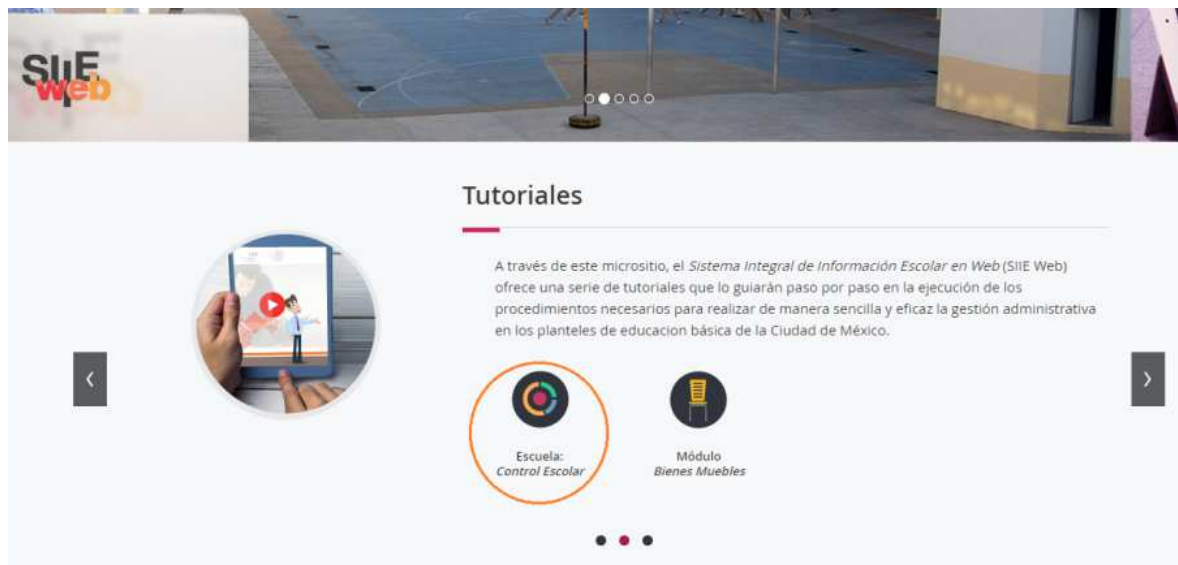 SIIE
web
Tutoriales
A través de este micrositio, el Sistema Integral de Información Escolar en Web (SIIE Web)
ofrece una serie de tutoriales que lo guiarán paso por paso en la ejecución de los
procedimientos necesarios para realizar de manera sencilla y eficaz la gestión administrativa
en los planteles de educacion básica de la Ciudad de México.
Escuela:
Control Escolar
Módulo
Bienes Muebles